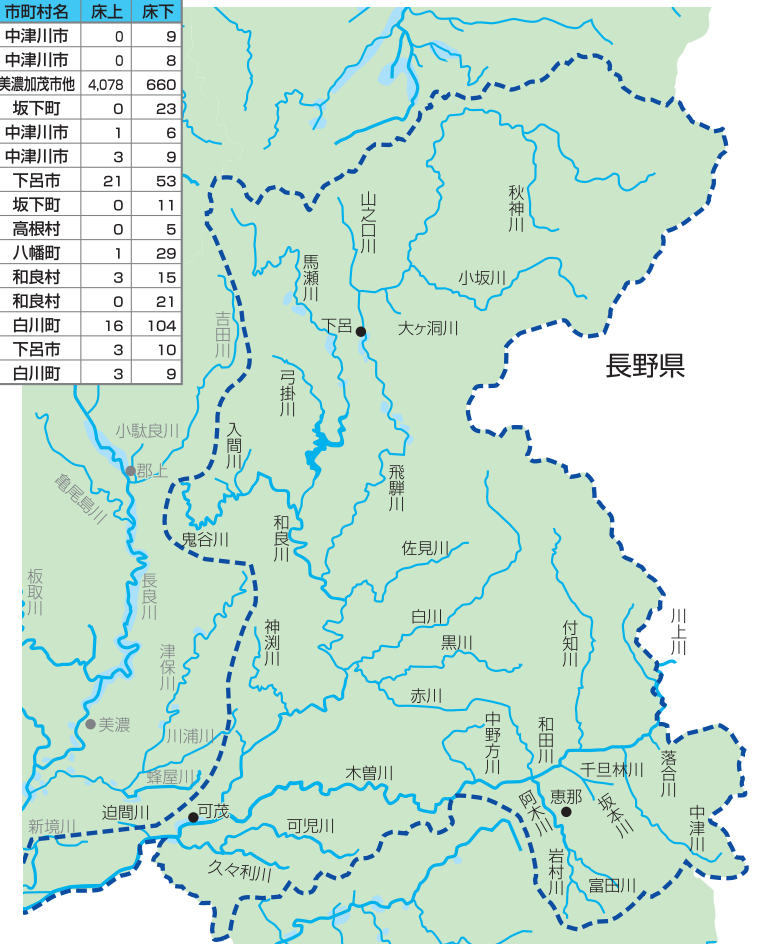 市町村名 床上 床下
中津川市 0 9
中津川市 0 8
美濃加茂市他 4,078 660
坂下町 0 23
中津川市 1 6
中津川市 3 9
下呂市 21 53
坂下町 0 11
高根村 0 5
八幡町 1 29
和良村 3 15
和良村 0 21
白川町 16 104
下呂市 3 10
白川町 3 9
山之口川
秋神川
馬瀬川
小坂川
吉田川
下呂
大ヶ洞川
長野県
弓掛川
小駄良川
入間川
郡上
亀尾島川
飛騨川
鬼谷川
和良川
佐見川
板取川
長良川
白川
川上川
神渕川
黒川
付知川
津保川
赤川
美濃
川浦川
中野方川
和田川
蜂屋川
木曽川
千旦林川
落合川
迫間川
可茂
恵那
阿木川
坂本川
中津川
新境川
可児川
久々利川
岩村川
富田川